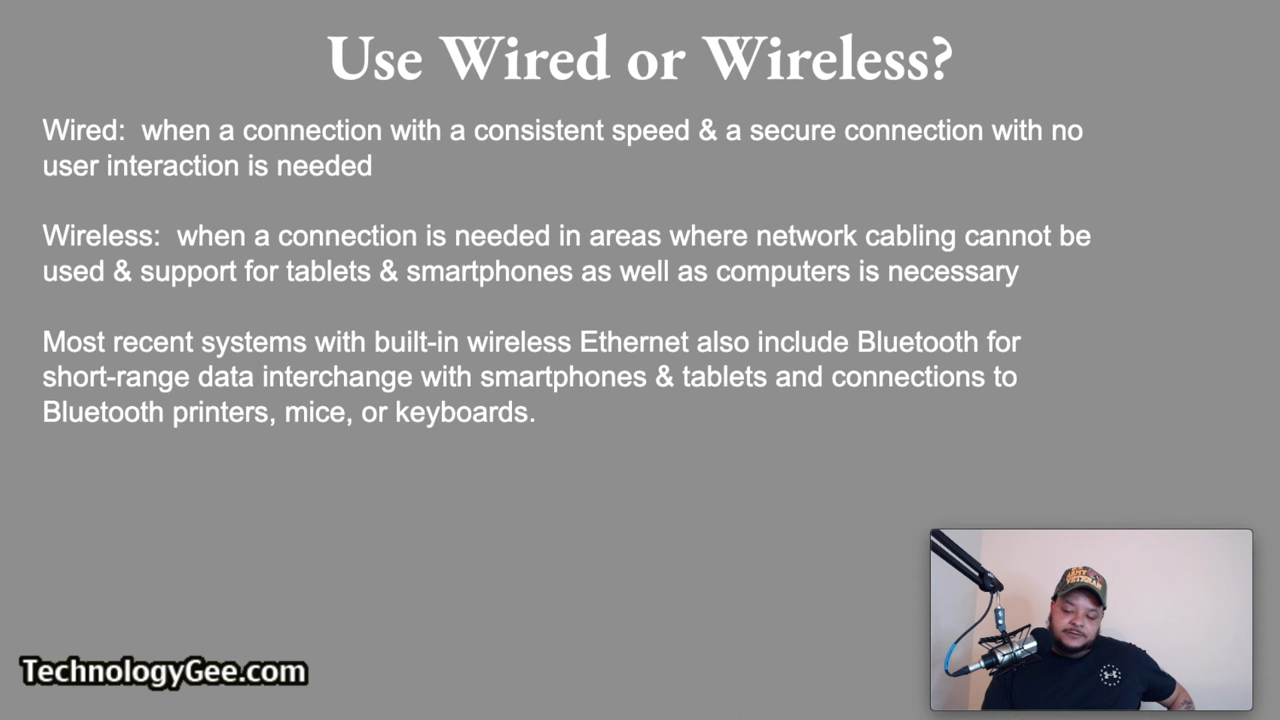 Use Wired or Wireless?
Wired:  when a connection with a consistent speed & a secure connection with no
user interaction is needed
Wireless:  when a connection is needed in areas where network cabling cannot be
used & support for tablets & smartphones as well as computers is necessary
Most recent systems with built-in wireless Ethernet also include Bluetooth for
short-range data interchange with smartphones & tablets and connections to
Bluetooth printers, mice, or keyboards.
ARMY
VETERAN
TechnologyGee.com